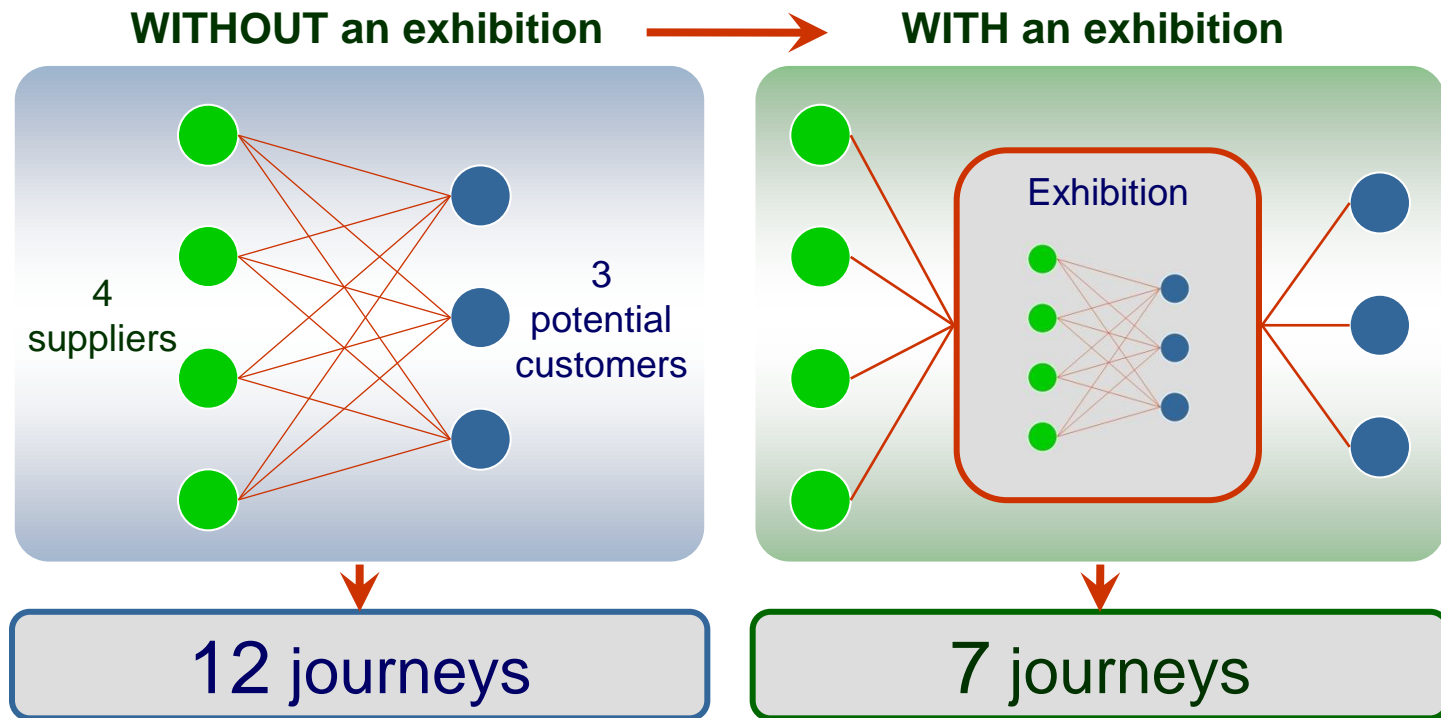 WITHOUT an exhibition
WITH an exhibition
4
suppliers
3
potential
customers
Exhibition
12 journeys
7 journeys